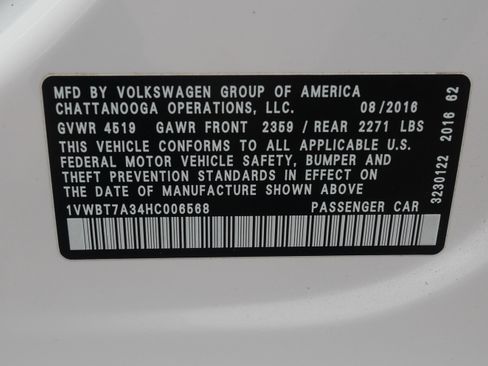 MFD BY VOLKSWAGEN GROUP OF AMERICA
CHATTANOOGA OPERATIONS, LLC. 08/2016
GVWR 4519 GAWR FRONT 2359 / REAR 2271 LBS
THIS VEHICLE CONFORMS TO ALL APPLICABLE U.S.
FEDERAL MOTOR VEHICLE SAFETY, BUMPER AND
THEFT PREVENTION STANDARDS IN EFFECT ON
THE DATE OF MANUFACTURE SHOWN ABOVE
1VWBT7A34HC006568 PASSENGER CAR
3230122 2016 62